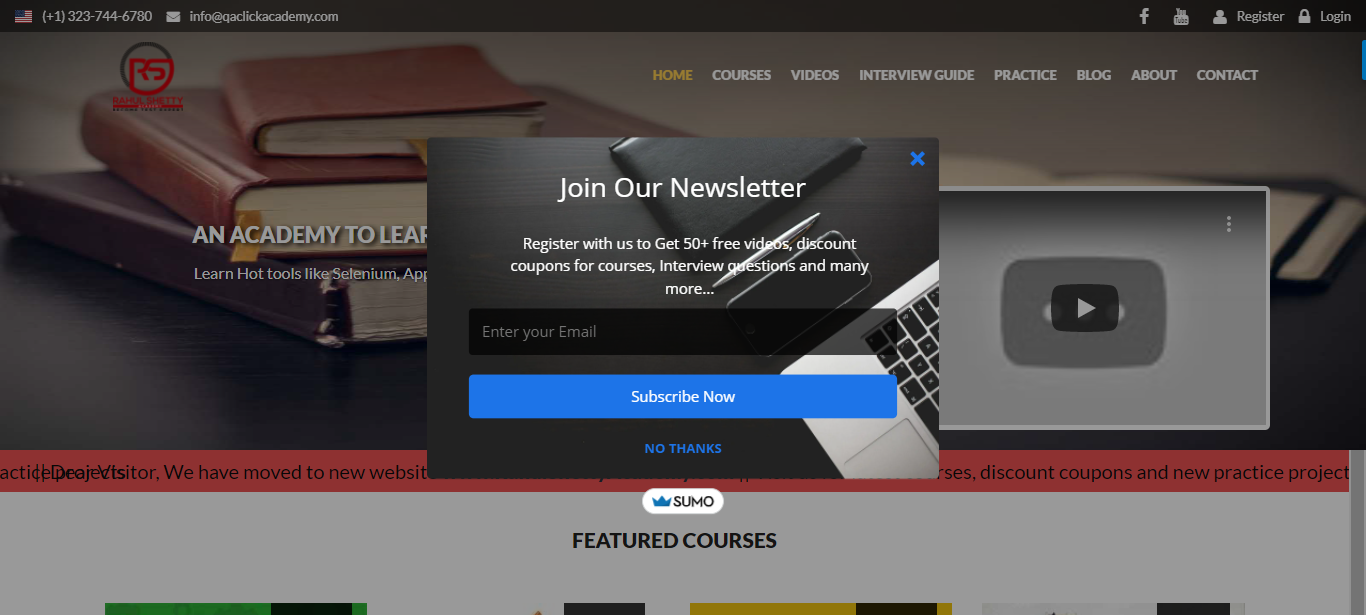 (+1) 323-744-6780 info@qaclickacademy.com Register Login
RS
RAHUL SHETTY
HOME COURSES VIDEOS INTERVIEW GUIDE PRACTICE BLOG ABOUT CONTACT
Join Our Newsletter
AN ACADEMY TO LEAR
Learn Hot tools like Selenium, App
Register with us to Get 50+ free videos, discount
coupons for courses, Interview questions and many
more...
Enter your Email
Subscribe Now
NO THANKS
actice projects Dear Visitor, We have moved to new website rses, discount coupons and new practice project
SUMO
FEATURED COURSES